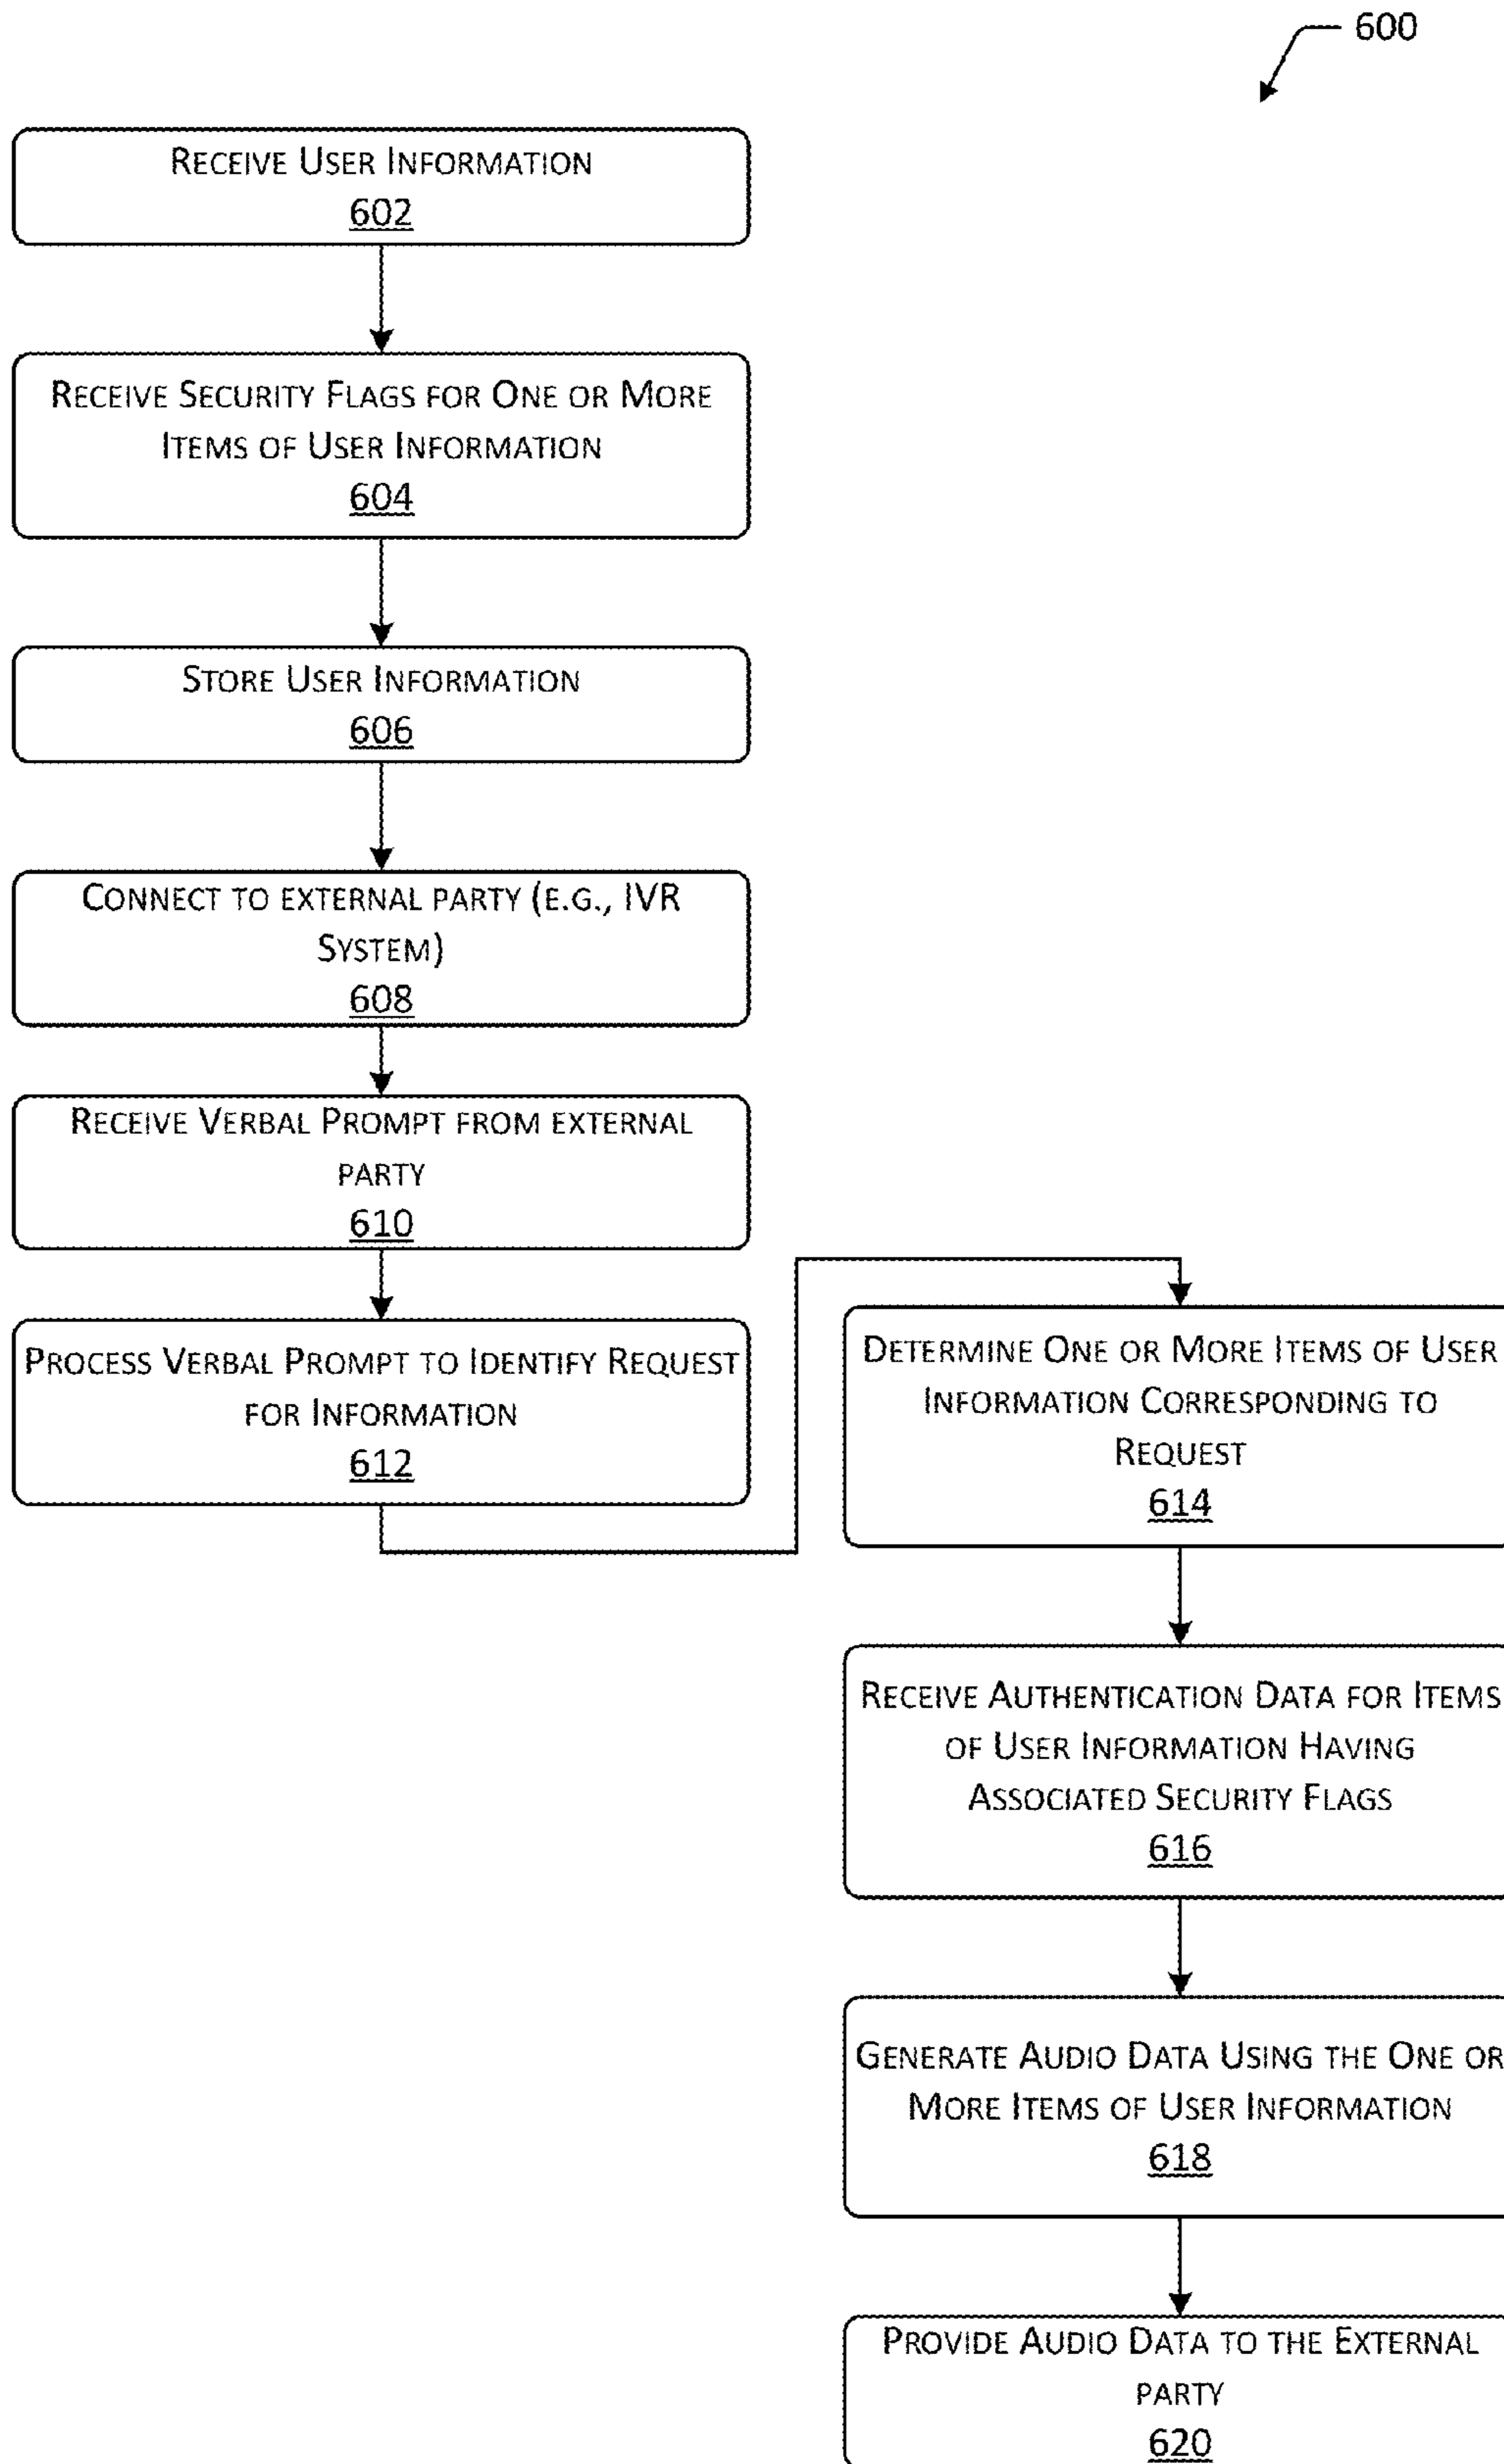 600
RECEIVE USER INFORMATION
602
RECEIVE SECURITY FLAGS FOR ONE OR MORE
ITEMS OF USER INFORMATION
604
STORE USER INFORMATION
606
CONNECT TO EXTERNAL PARTY (E.G., IVR
SYSTEM)
608
RECEIVE VERBAL PROMPT FROM EXTERNAL
PARTY
610
PROCESS VERBAL PROMPT TO IDENTIFY REQUEST
FOR INFORMATION
612
DETERMINE ONE OR MORE ITEMS OF USER
INFORMATION CORRESPONDING TO
REQUEST
614
RECEIVE AUTHENTICATION DATA FOR ITEMS
OF USER INFORMATION HAVING
ASSOCIATED SECURITY FLAGS
616
GENERATE AUDIO DATA USING THE ONE OR
MORE ITEMS OF USER INFORMATION
618
PROVIDE AUDIO DATA TO THE EXTERNAL
PARTY
620